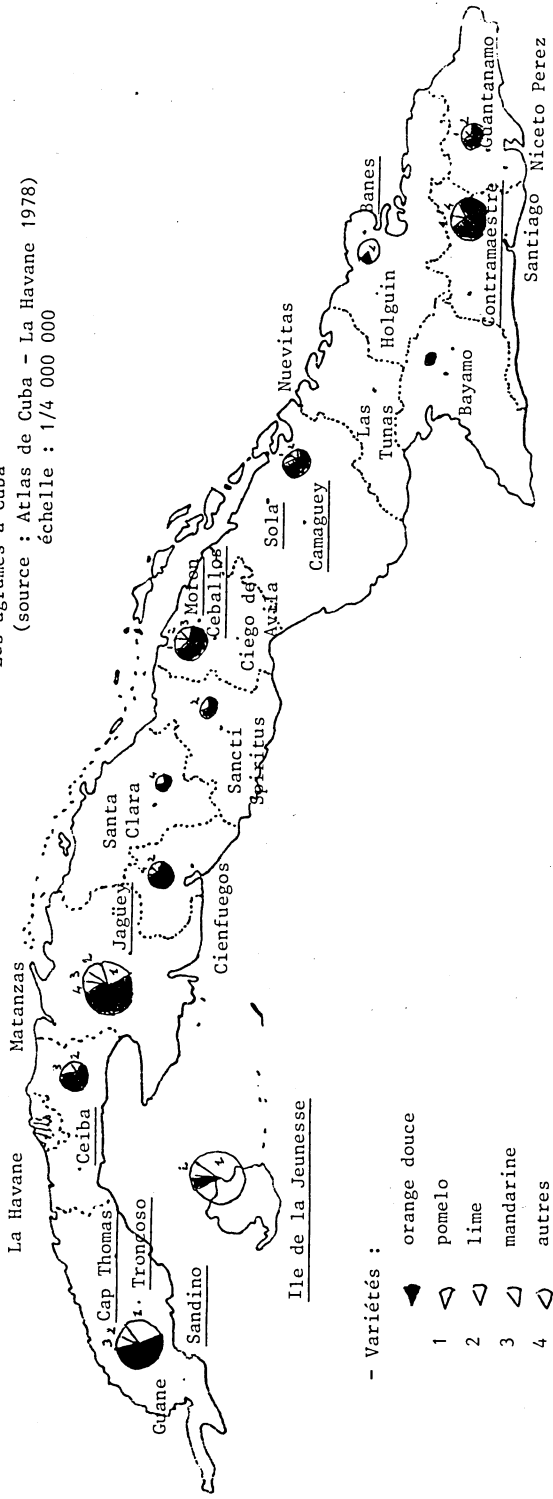 Les agrumes à Cuba
(source : Atlas de Cuba - La Havane 1978)
échelle : 1/4 000 000
La Havane
Matanzas
Nuevitas
Banes
Santa
Clara
Moron
Ceballos
Sola
Las
Tunas
Holguin
Cap Thomas
Troncoso
Ceiba
Jagüey
Ciego de
Avila
Camaguey
Guantanamo
Guane
Sandino
Cienfuegos
Sancti
Spiritus
Bayamo
Contramaestre
Santiago
Niceto Perez
Ile de la Jeunesse
- Variétés :
orange douce
1 pomelo
2 lime
3 mandarine
4 autres